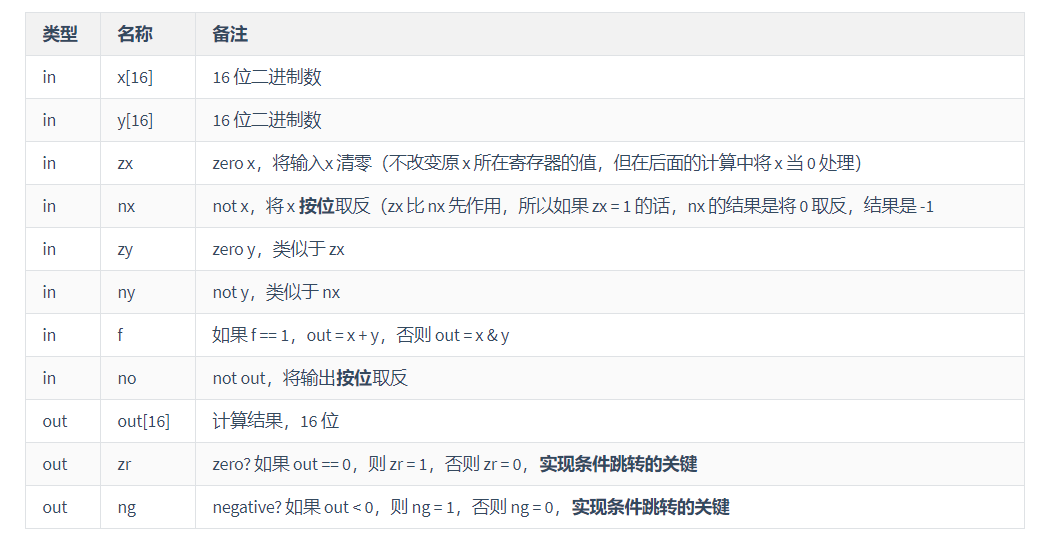 类型 名称 备注
in x[16] 16 位二进制数
in y[16] 16 位二进制数
in zx zero x，将输入x 清零（不改变原 x 所在寄存器的值，但在后面的计算中将 x 当 0 处理）
in nx not x，将 x 按位取反（zx 比 nx 先作用，所以如果 zx = 1 的话，nx 的结果是将 0 取反，结果是 -1
in zy zero y，类似于 zx
in ny not y，类似于 nx
in f 如果 f == 1，out = x + y，否则 out = x & y
in no not out，将输出按位取反
out out[16] 计算结果，16 位
out zr zero? 如果 out == 0，则 zr = 1，否则 zr = 0，实现条件跳转的关键
out ng negative? 如果 out < 0，则 ng = 1，否则 ng = 0，实现条件跳转的关键